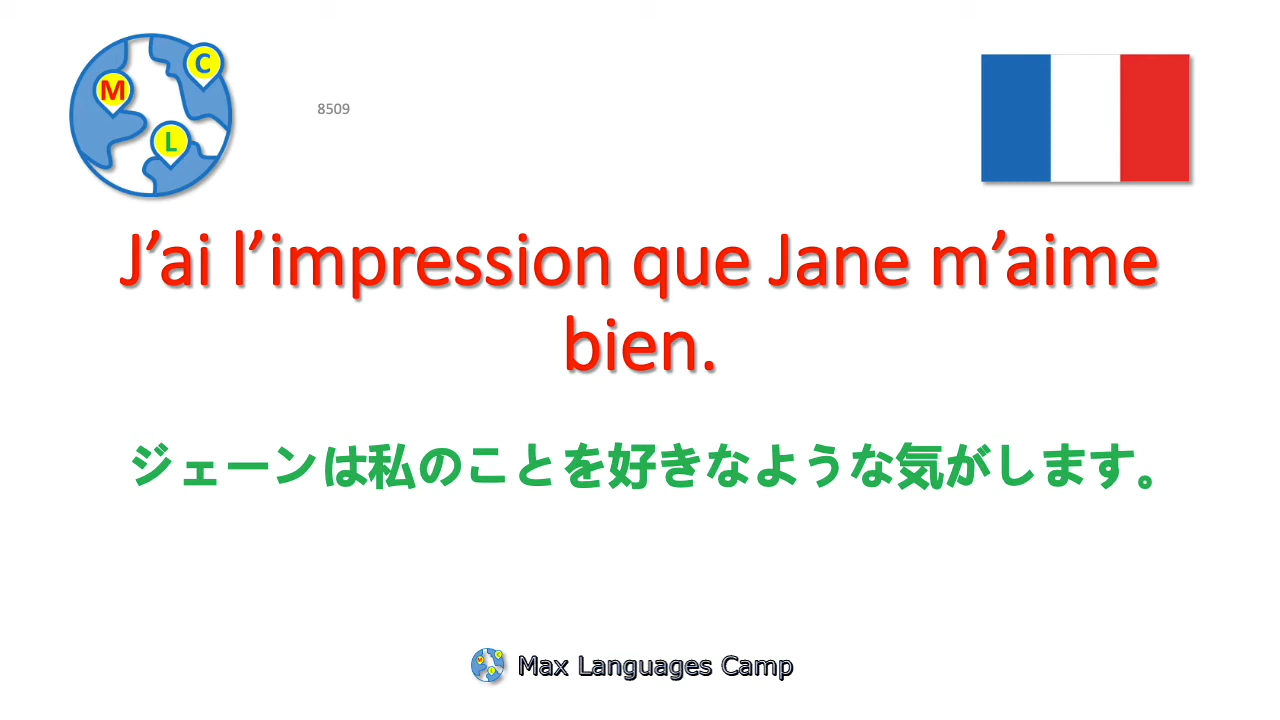 M
C
L
8509
J’ai l’impression que Jane m’aime
bien.
ジェーンは私のことを好きなような気がします。
Max Languages Camp